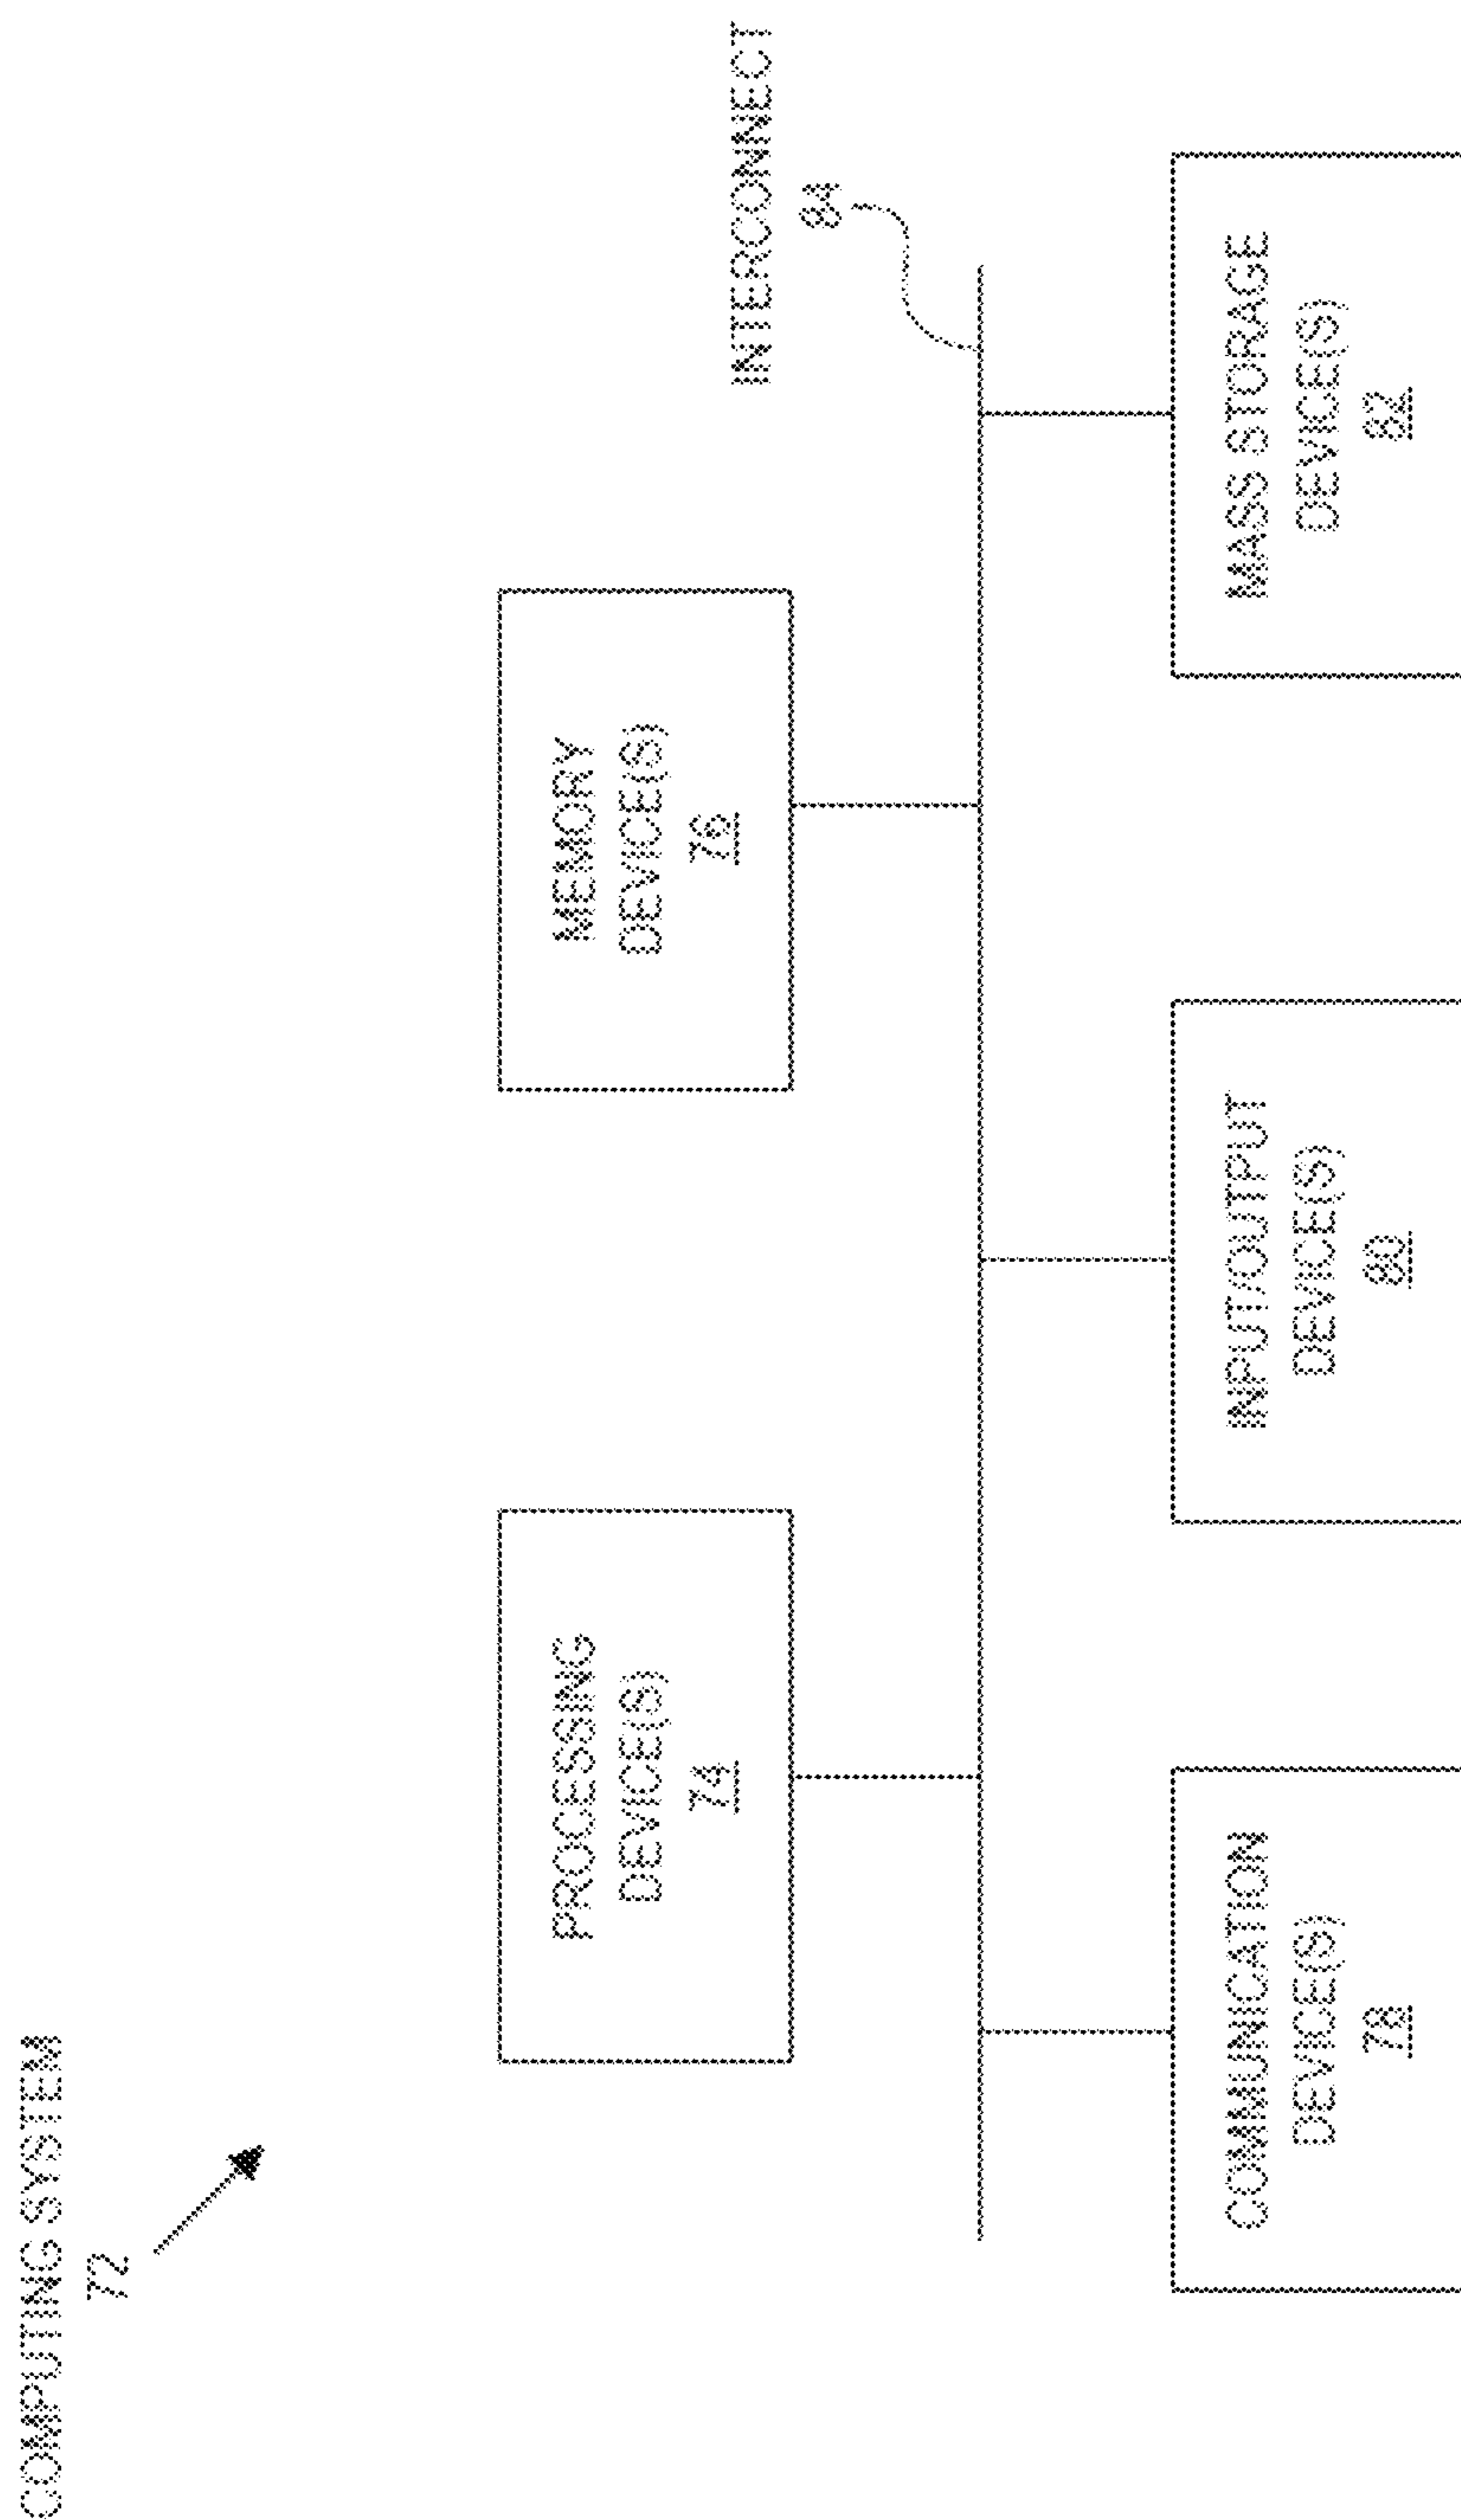 COMPUTING SYSTEM
72
INTERCONNECT
84
PROCESSING
DEVICE(S)
74
MEMORY
DEVICE(S)
76
COMMUNICATION
DEVICE(S)
78
INPUT/OUTPUT
DEVICE(S)
80
MASS STORAGE
DEVICE(S)
82